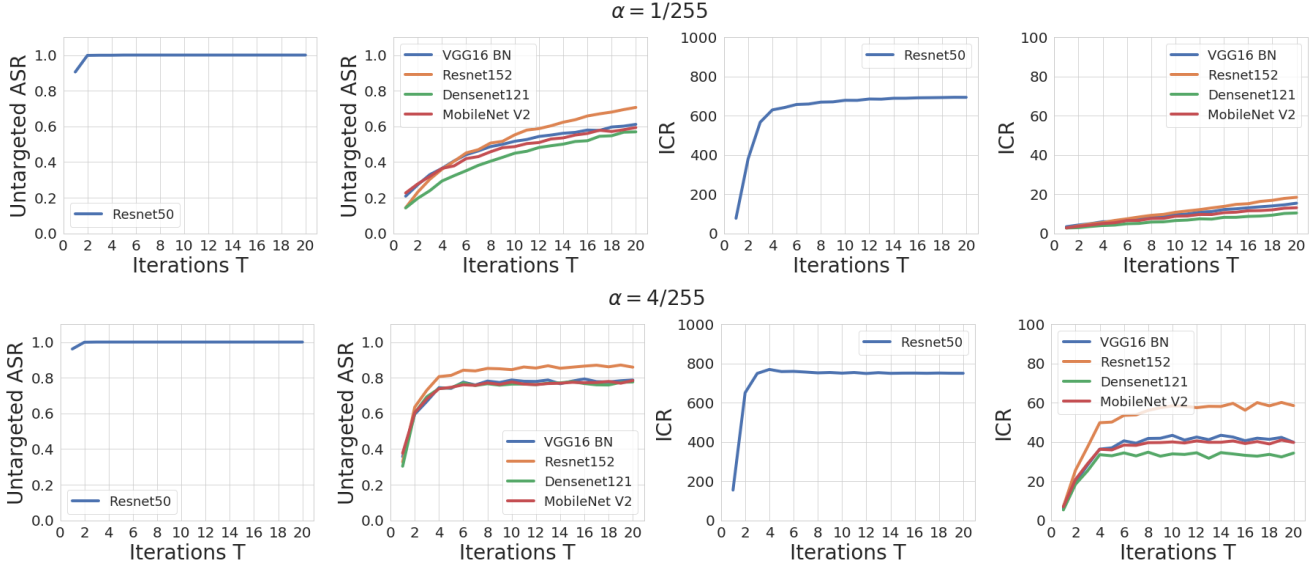 α = 1/255
Untargeted ASR
1.0
0.8
0.6
0.4
0.2
0.0
Resnet50
0 2 4 6 8 10 12 14 16 18 20
Iterations T
Untargeted ASR
1.0
0.8
0.6
0.4
0.2
0.0
VGG16 BN
Resnet152
Densenet121
MobileNet V2
0 2 4 6 8 10 12 14 16 18 20
Iterations T
ICR
1000
800
600
400
200
0
Resnet50
0 2 4 6 8 10 12 14 16 18 20
Iterations T
ICR
100
80
60
40
20
0
VGG16 BN
Resnet152
Densenet121
MobileNet V2
0 2 4 6 8 10 12 14 16 18 20
Iterations T
α = 4/255
Untargeted ASR
1.0
0.8
0.6
0.4
0.2
0.0
Resnet50
0 2 4 6 8 10 12 14 16 18 20
Iterations T
Untargeted ASR
1.0
0.8
0.6
0.4
0.2
0.0
VGG16 BN
Resnet152
Densenet121
MobileNet V2
0 2 4 6 8 10 12 14 16 18 20
Iterations T
ICR
1000
800
600
400
200
0
Resnet50
0 2 4 6 8 10 12 14 16 18 20
Iterations T
ICR
100
80
60
40
20
0
VGG16 BN
Resnet152
Densenet121
MobileNet V2
0 2 4 6 8 10 12 14 16 18 20
Iterations T